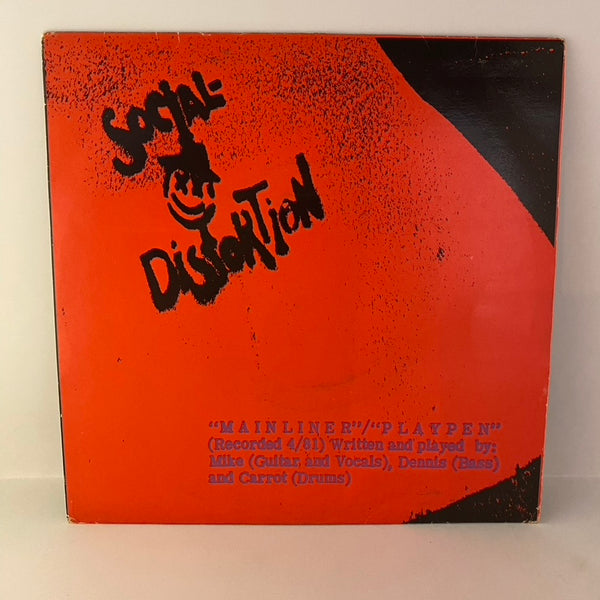 SOCIAL-
DISTORTION
"MAINLINER"/"PLAYPEN"
(Recorded 4/81) Written and played by:
Mike (Guitar and Vocals), Dennis (Bass)
and Carrot (Drums)